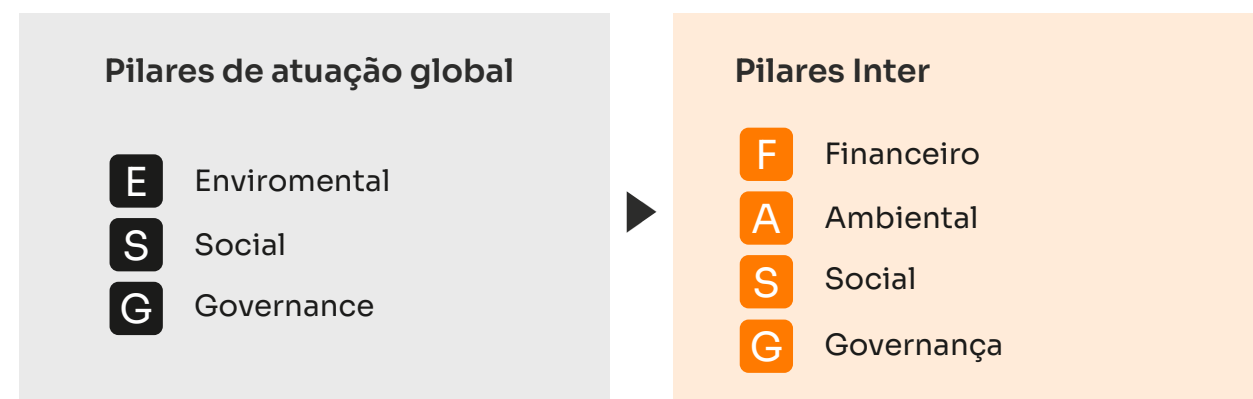 Pilares de atuação global
E Enviromental
S Social
G Governance
Pilares Inter
F Financeiro
A Ambiental
S Social
G Governança